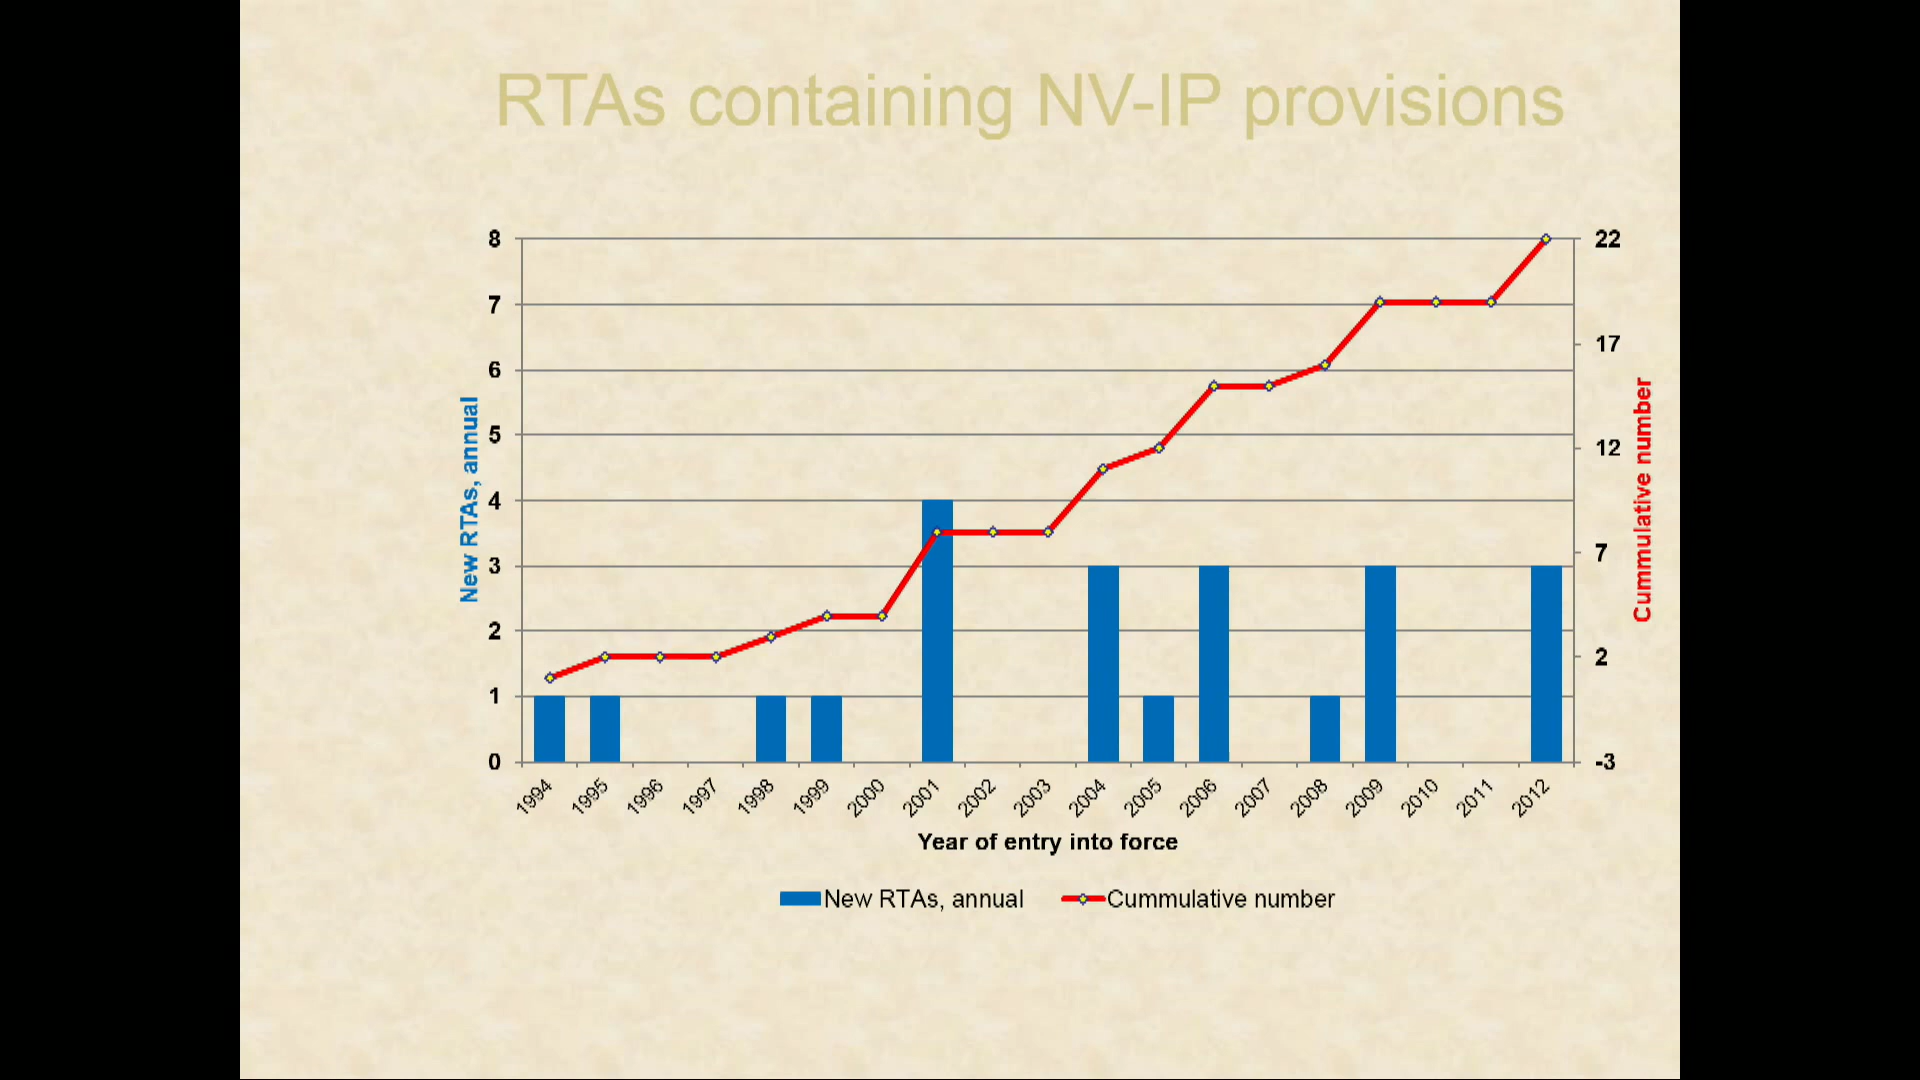 RTAs containing NV-IP provisions
8
7
6
5
4
3
2
1
0
New RTAs, annual
22
17
12
7
2
-3
Cummulative number
1994 1995 1996 1997 1998 1999 2000 2001 2002 2003 2004 2005 2006 2007 2008 2009 2010 2011 2012
Year of entry into force
New RTAs, annual Cummulative number